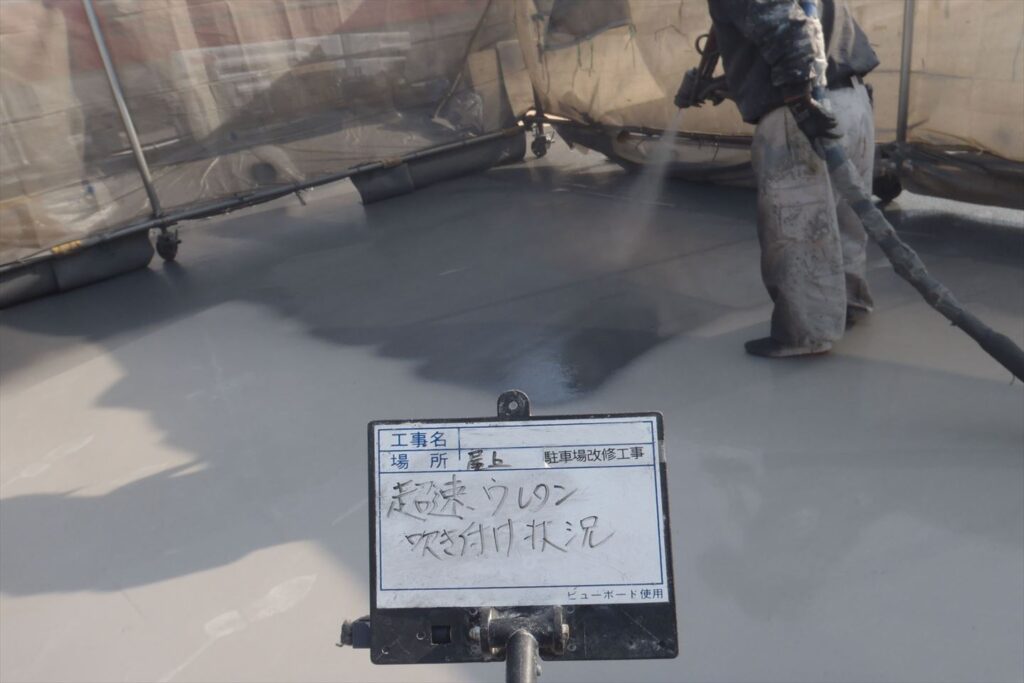 工事名
場所 屋上 駐車場改修工事
超速ウレタン
吹き付け状況
ビューボード使用